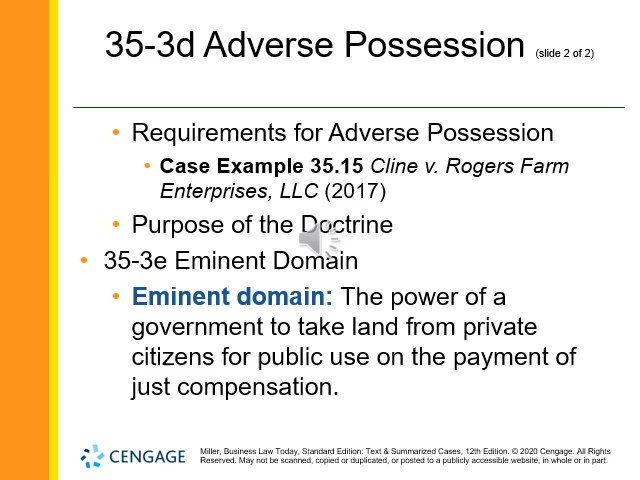 35-3d Adverse Possession (slide 2 of 2)
• Requirements for Adverse Possession
• Case Example 35.15 Cline v. Rogers Farm
Enterprises, LLC (2017)
• Purpose of the Doctrine
• 35-3e Eminent Domain
• Eminent domain: The power of a
government to take land from private
citizens for public use on the payment of
just compensation.
CENGAGE
Miller, Business Law Today, Standard Edition: Text & Summarized Cases, 12th Edition. © 2020 Cengage. All Rights
Reserved. May not be scanned, copied or duplicated, or posted to a publicly accessible website, in whole or in part.